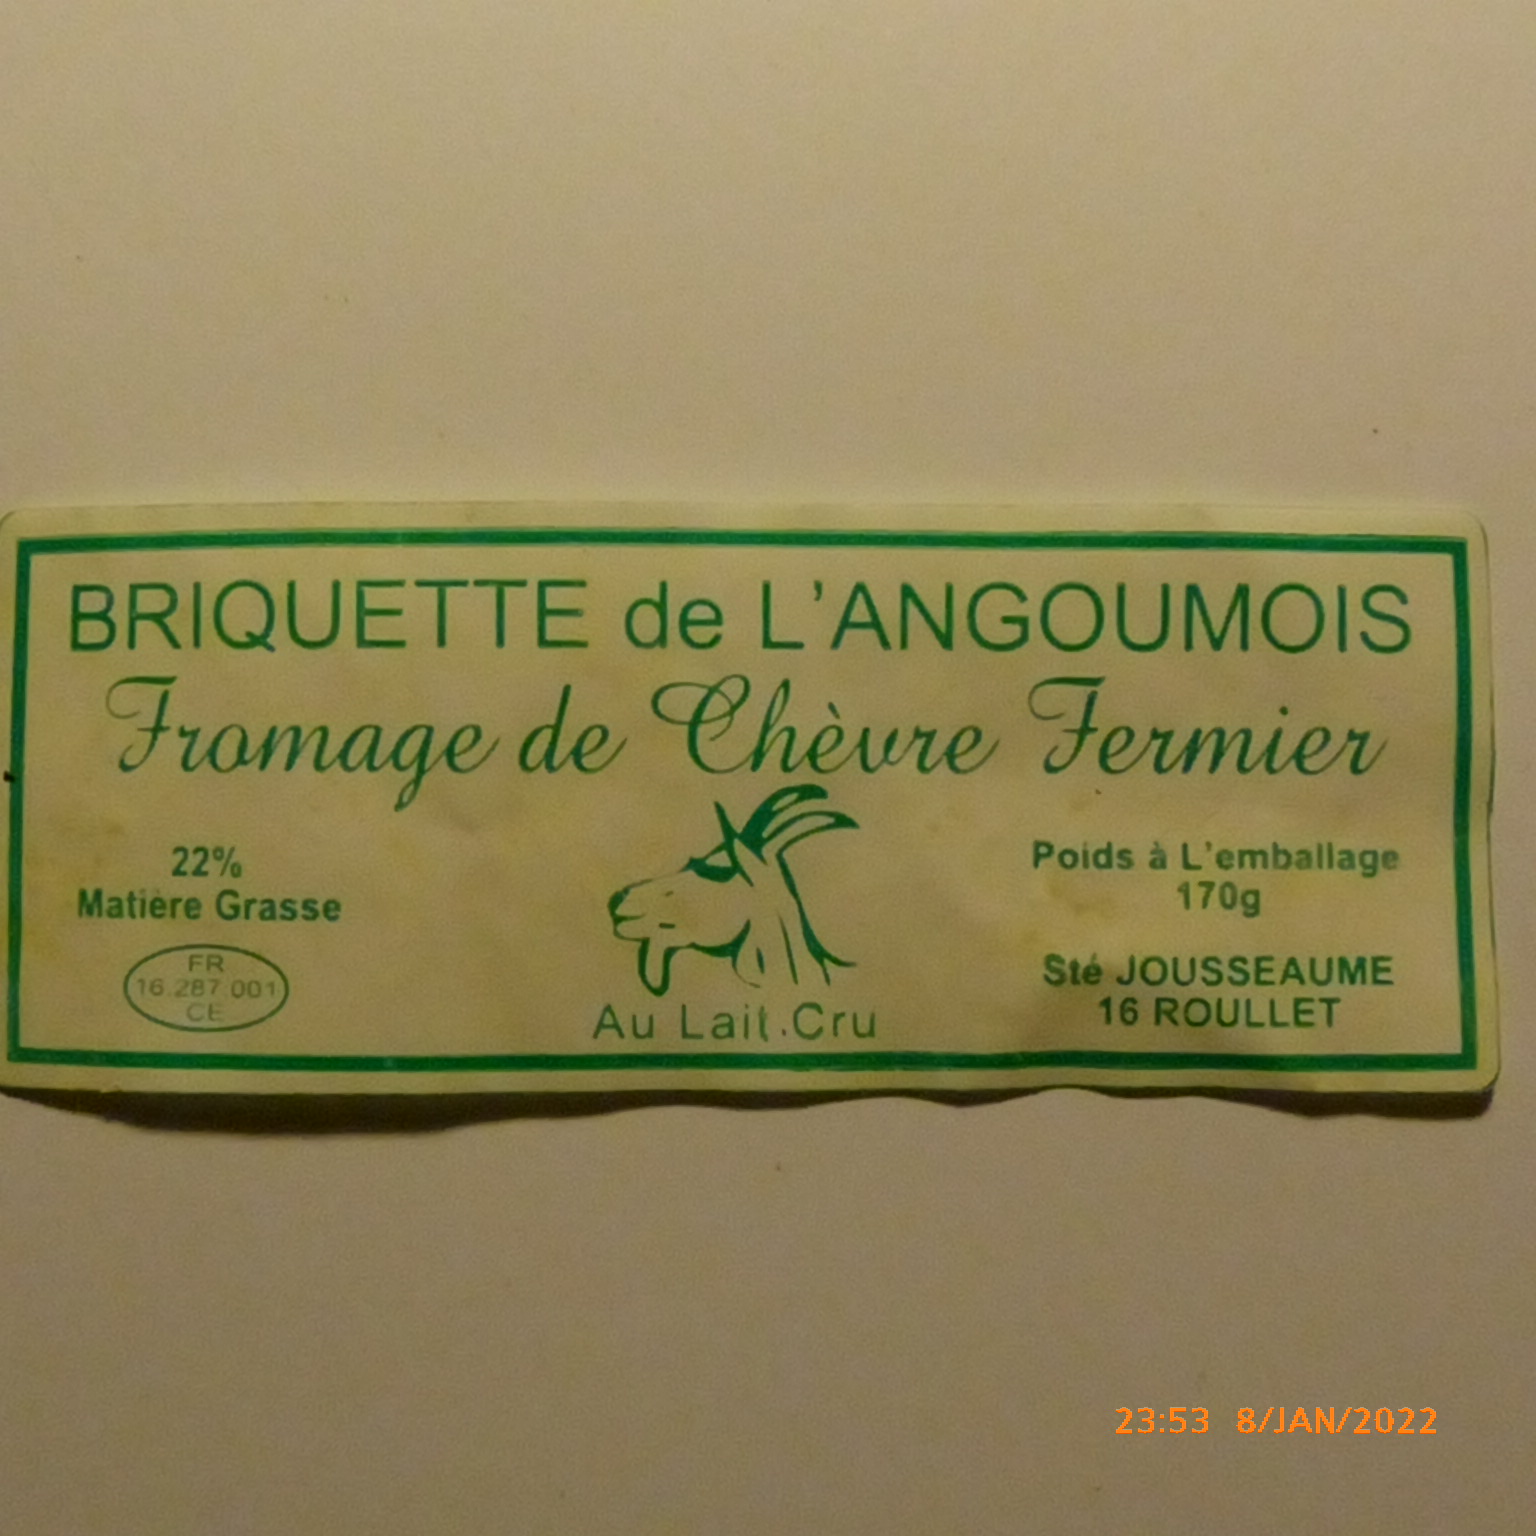 BRIQUETTE de L'ANGOUMOIS
Fromage de Chèvre Fermier
22%
Matière Grasse
FR
16.287.001
CE
Au Lait Cru
Poids à L'emballage
170g
Sté JOUSSEAUME
16 ROULLET
23:53 8/JAN/2022